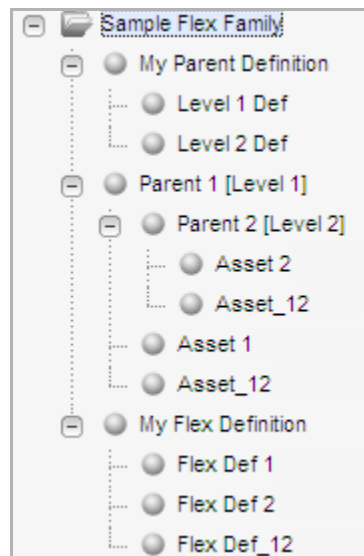 Sample Flex Family
My Parent Definition
Level 1 Def
Level 2 Def
Parent 1 [Level 1]
Parent 2 [Level 2]
Asset 2
Asset_12
Asset 1
Asset_12
My Flex Definition
Flex Def 1
Flex Def 2
Flex Def_12